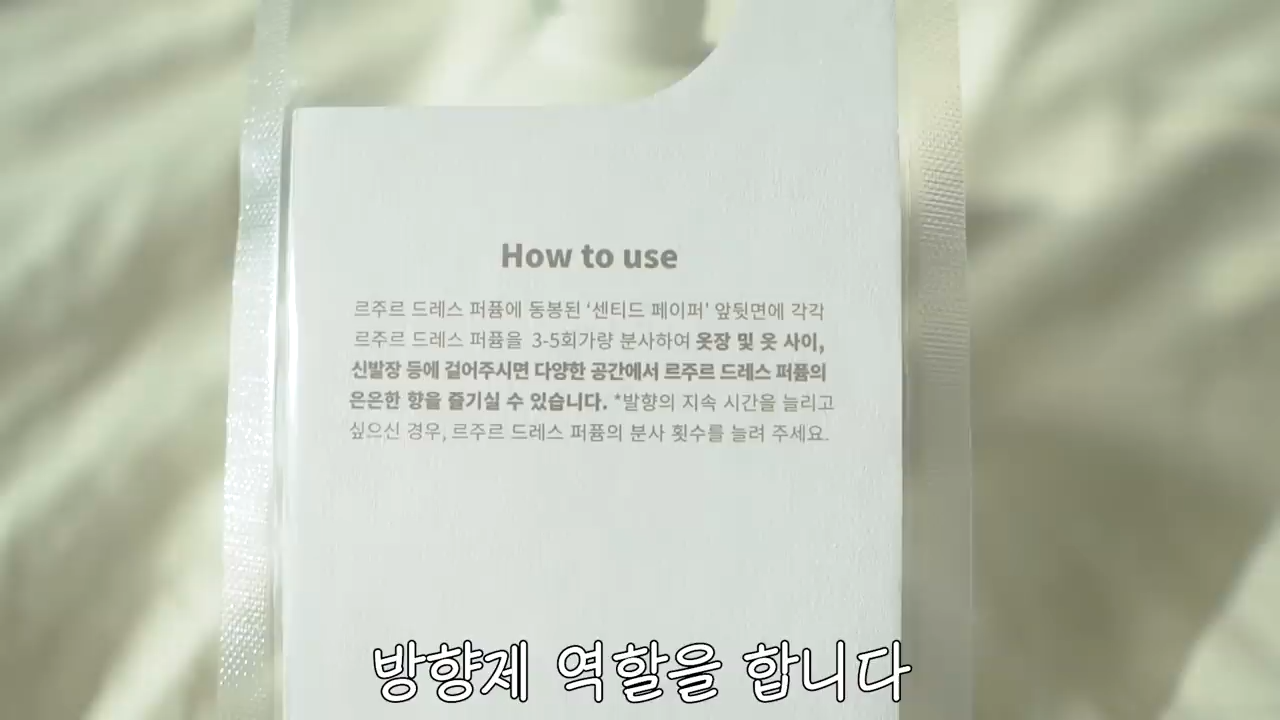 How to use
르주르 드레스 퍼퓸에 동봉된 ‘센티드 페이퍼’ 앞뒷면에 각각
르주르 드레스 퍼퓸을 3-5회가량 분사하여 옷장 및 옷 사이,
신발장 등에 걸어주시면 다양한 공간에서 르주르 드레스 퍼퓸의
은은한 향을 즐기실 수 있습니다. *발향의 지속 시간을 늘리고
싶으신 경우, 르주르 드레스 퍼퓸의 분사 횟수를 늘려 주세요.
방향제 역할을 합니다